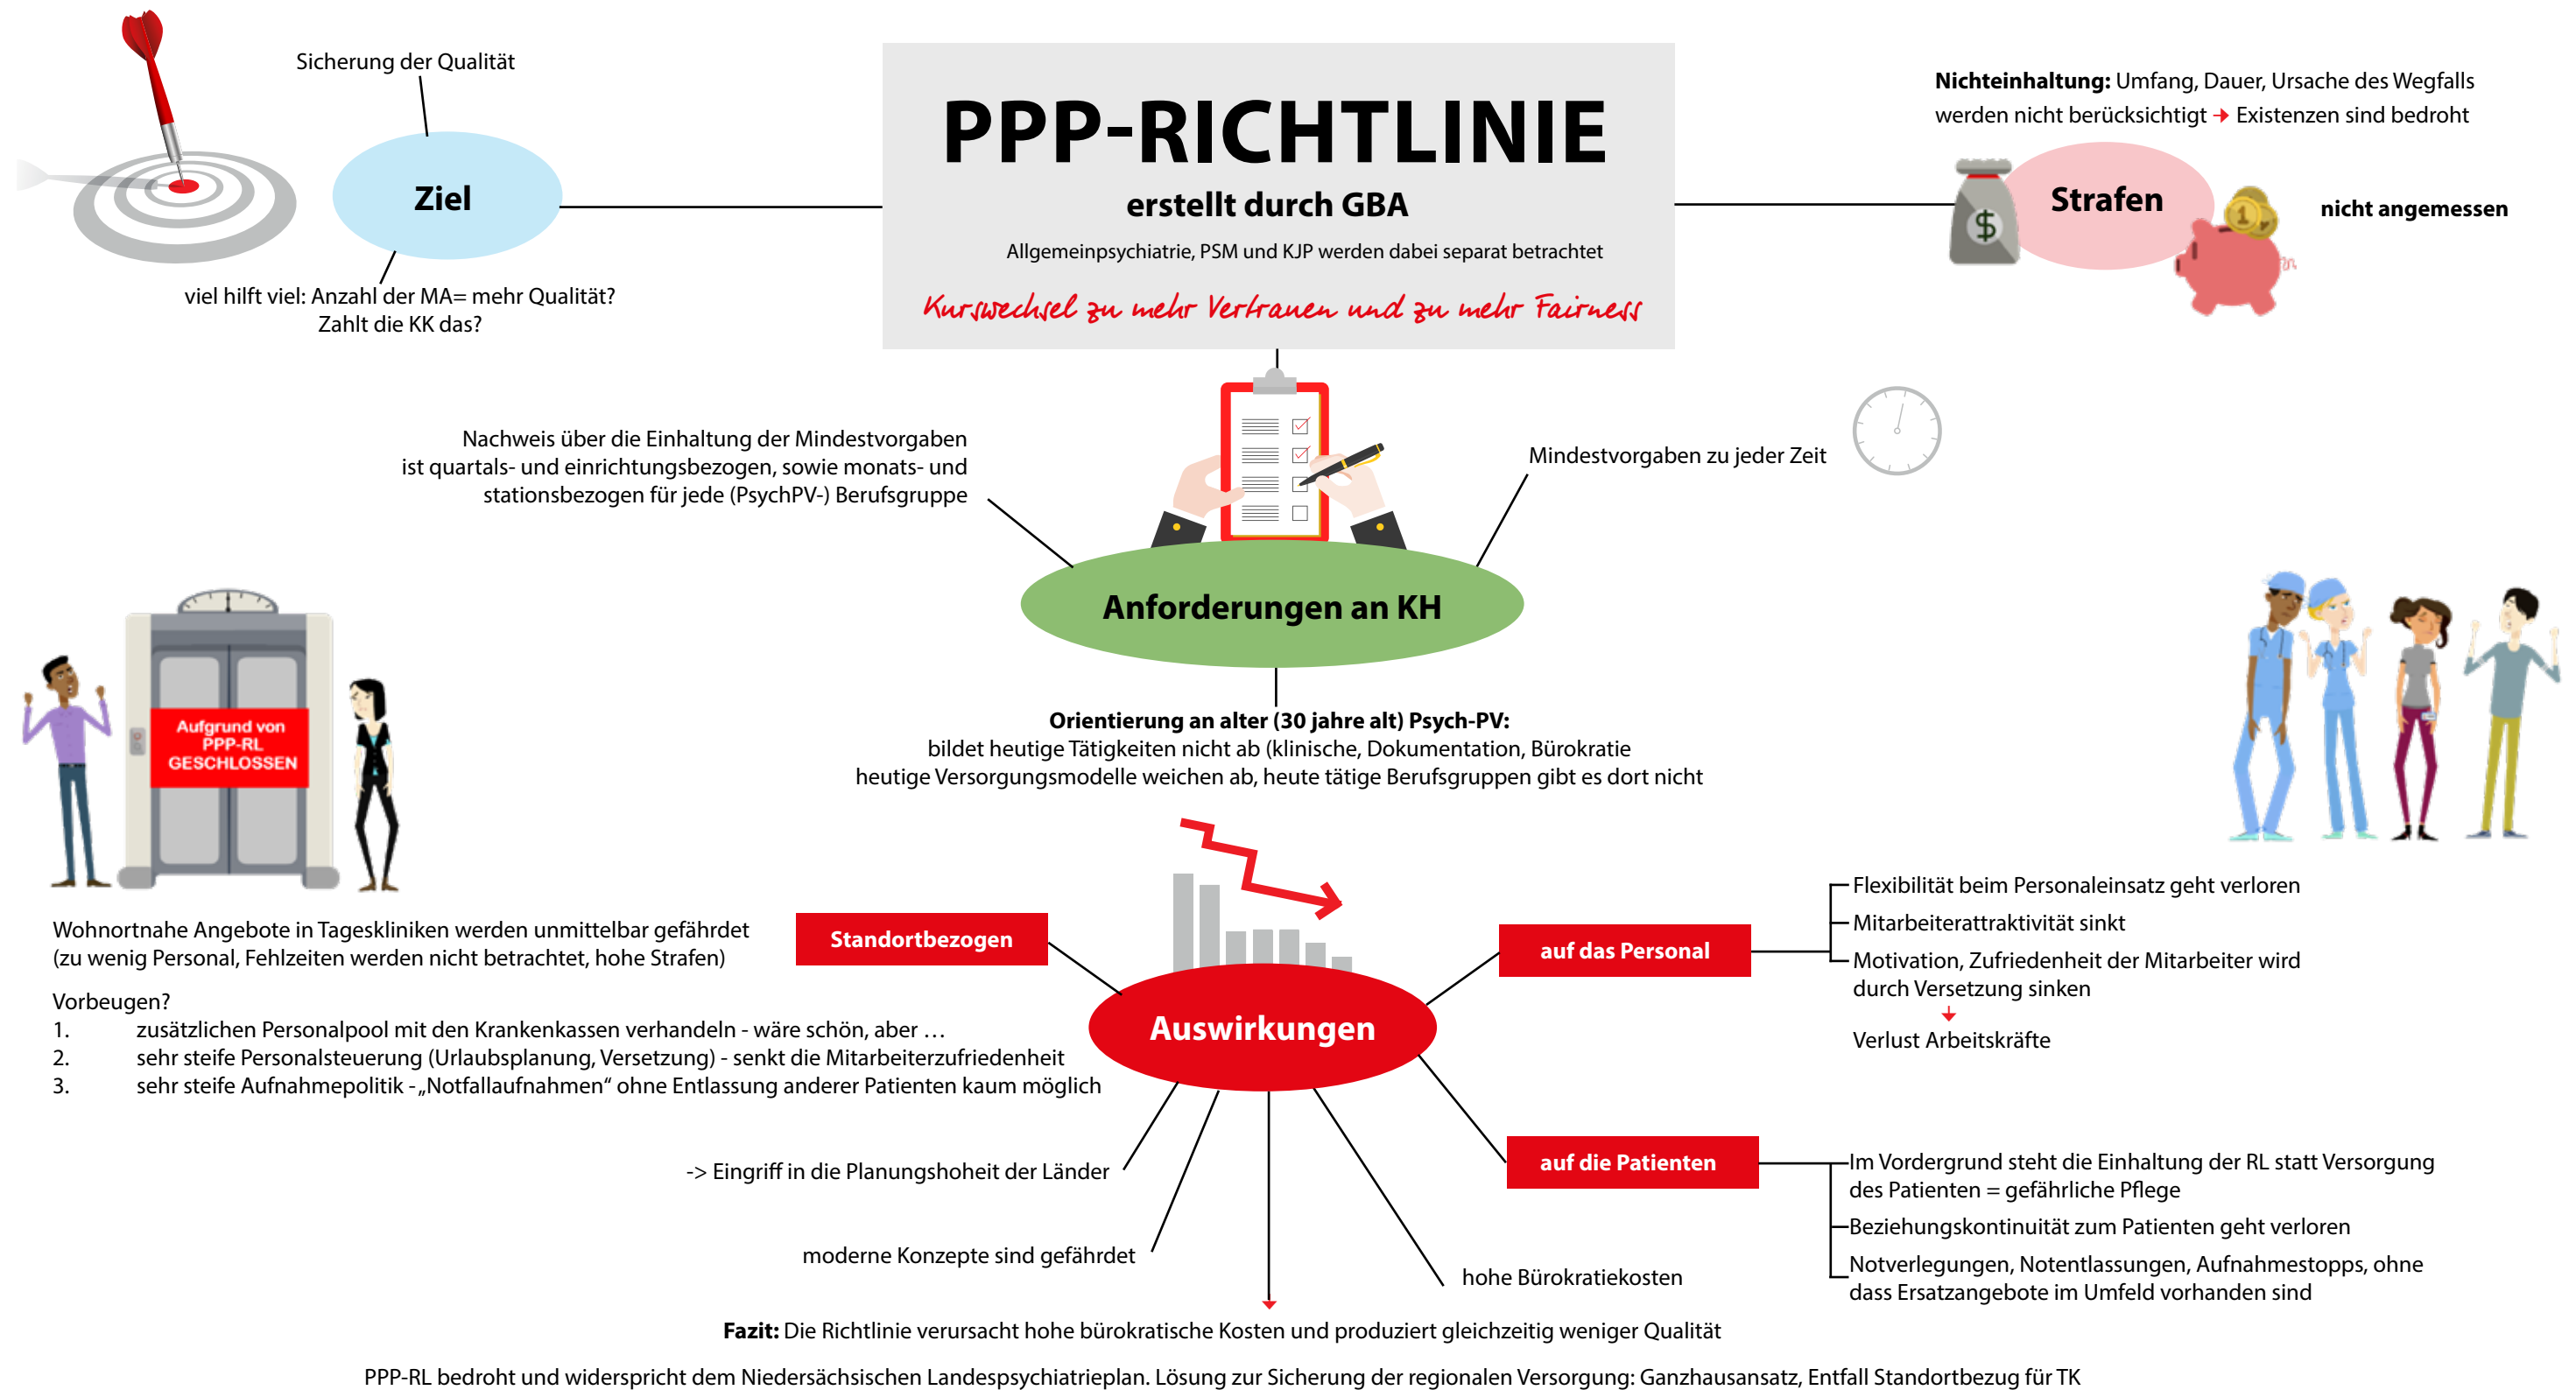 Sicherung der Qualität
Ziel
viel hilft viel: Anzahl der MA= mehr Qualität?
Zahlt die KK das?
PPP-RICHTLINIE
erstellt durch GBA
Allgemeinpsychiatrie, PSM und KJP werden dabei separat betrachtet
Kurswechsel zu mehr Vertrauen und zu mehr Fairness
Nichteinhaltung: Umfang, Dauer, Ursache des Wegfalls
werden nicht berücksichtigt → Existenzen sind bedroht
$
Strafen
1
nicht angemessen
Nachweis über die Einhaltung der Mindestvorgaben
ist quartals- und einrichtungsbezogen, sowie monats- und
stationsbezogen für jede (PsychPV-) Berufsgruppe
Mindestvorgaben zu jeder Zeit
Anforderungen an KH
Orientierung an alter (30 jahre alt) Psych-PV:
bildet heutige Tätigkeiten nicht ab (klinische, Dokumentation, Bürokratie
heutige Versorgungsmodelle weichen ab, heute tätige Berufsgruppen gibt es dort nicht
Aufgrund von
PPP-RL
GESCHLOSSEN
Standortbezogen
Wohnortnahe Angebote in Tageskliniken werden unmittelbar gefährdet
(zu wenig Personal, Fehlzeiten werden nicht betrachtet, hohe Strafen)
Vorbeugen?
1. zusätzlichen Personalpool mit den Krankenkassen verhandeln - wäre schön, aber …
2. sehr steife Personalsteuerung (Urlaubsplanung, Versetzung) - senkt die Mitarbeiterzufriedenheit
3. sehr steife Aufnahmepolitik -„Notfallaufnahmen“ ohne Entlassung anderer Patienten kaum möglich
Auswirkungen
auf das Personal
Flexibilität beim Personaleinsatz geht verloren
Mitarbeiterattraktivität sinkt
Motivation, Zufriedenheit der Mitarbeiter wird
durch Versetzung sinken
Verlust Arbeitskräfte
auf die Patienten
Im Vordergrund steht die Einhaltung der RL statt Versorgung
des Patienten = gefährliche Pflege
Beziehungskontinuität zum Patienten geht verloren
Notverlegungen, Notentlassungen, Aufnahmestopps, ohne
dass Ersatzangebote im Umfeld vorhanden sind
-> Eingriff in die Planungshoheit der Länder
moderne Konzepte sind gefährdet
hohe Bürokratiekosten
Fazit: Die Richtlinie verursacht hohe bürokratische Kosten und produziert gleichzeitig weniger Qualität
PPP-RL bedroht und widerspricht dem Niedersächsischen Landespsychiatrieplan. Lösung zur Sicherung der regionalen Versorgung: Ganzhausansatz, Entfall Standortbezug für TK